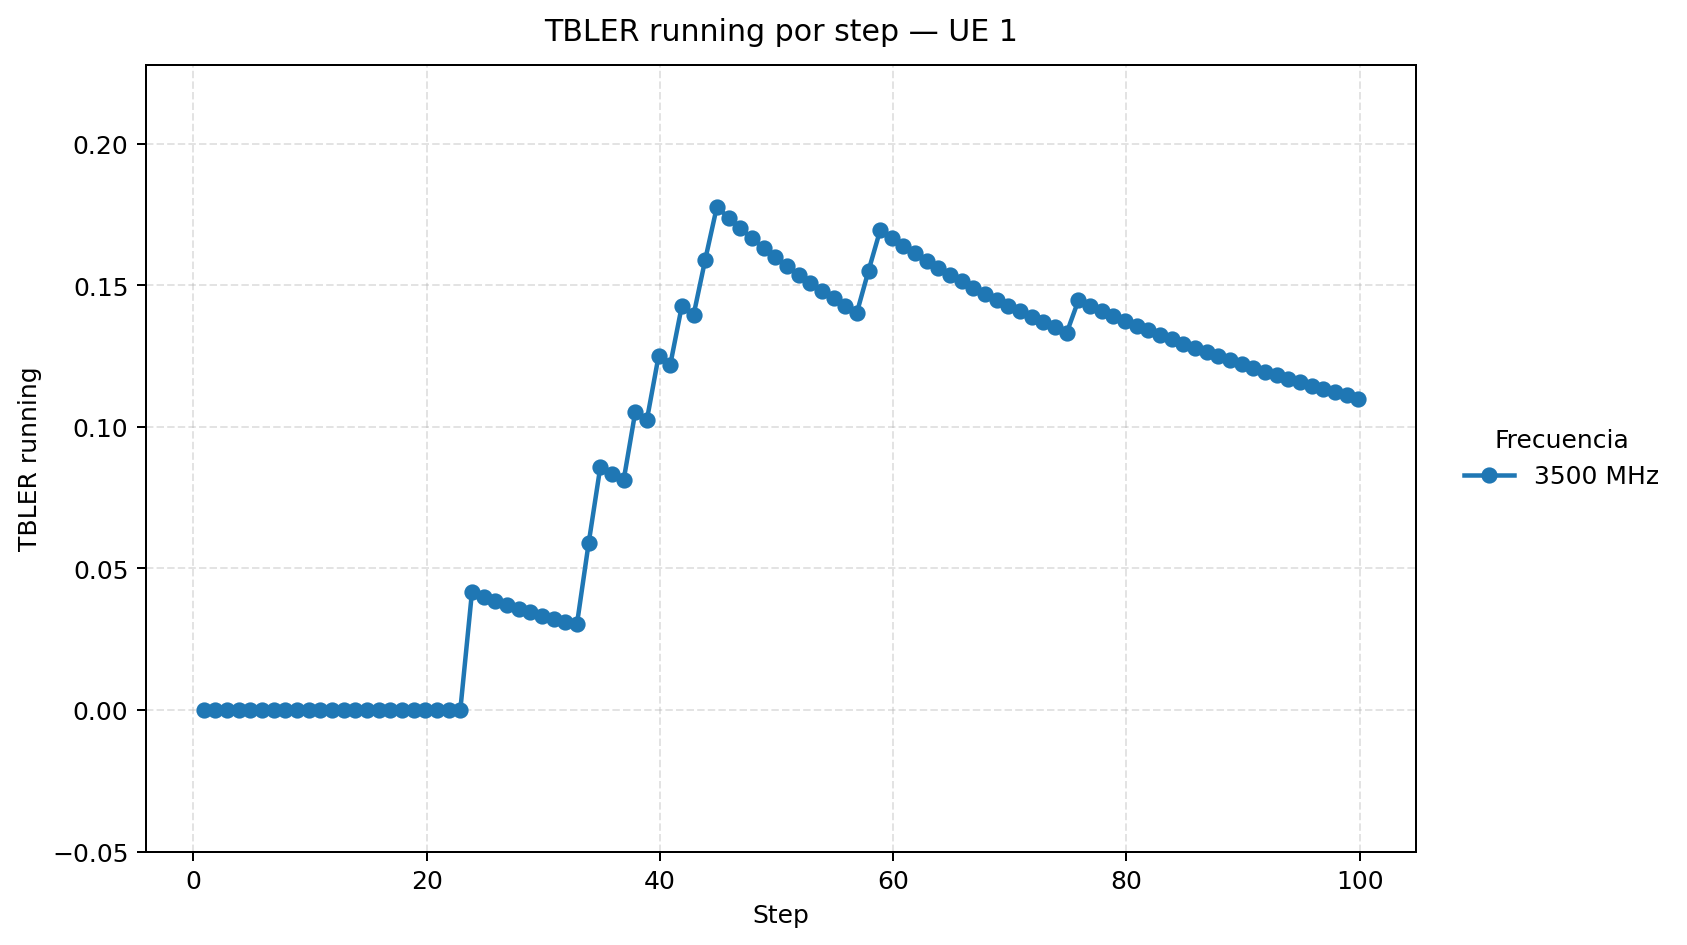 TBLER running por step — UE 1
0.20
0.15
0.10
0.05
0.00
−0.05
TBLER running
0 20 40 60 80 100
Step
Frecuencia
3500 MHz